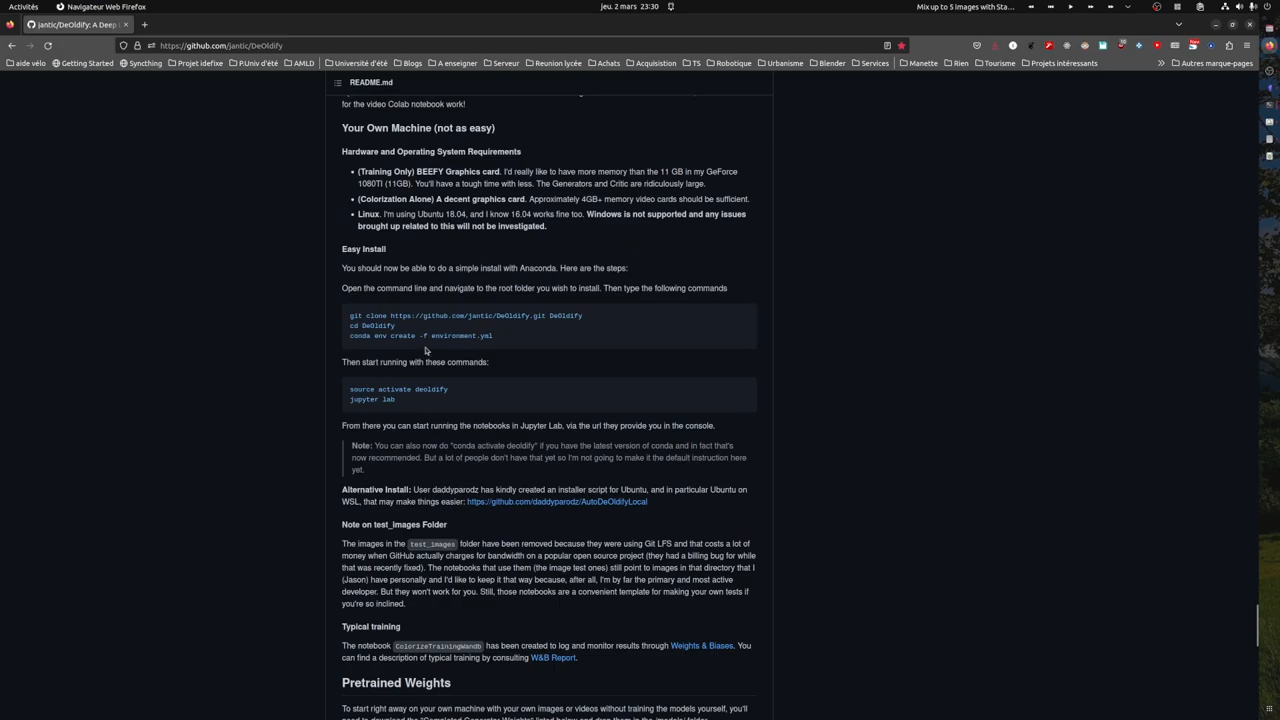 Activités
Navigateur Web Firefox
jeu. 2 mars 23:30
Mix up to 5 Images with Sta…
jantic/DeOldify: A Deep L
https://github.com/jantic/DeOldify
aide vélo
Getting Started
Syncthing
Projet idefixe
P.Univ d'été
AMLD
Université d'été
Blogs
A enseigner
Serveur
Reunion lycée
Achats
Acquisition
TS
Robotique
Urbanisme
Blender
Services
Manette
Rien
Tourisme
Projets intéressants
Autres marque-pages
README.md
for the video Colab notebook work!
Your Own Machine (not as easy)
Hardware and Operating System Requirements
• (Training Only) BEEFY Graphics card. I'd really like to have more memory than the 11 GB in my GeForce
1080TI (11GB). You'll have a tough time with less. The Generators and Critic are ridiculously large.
• (Colorization Alone) A decent graphics card. Approximately 4GB+ memory video cards should be sufficient.
• Linux. I'm using Ubuntu 18.04, and I know 16.04 works fine too. Windows is not supported and any issues
brought up related to this will not be investigated.
Easy Install
You should now be able to do a simple install with Anaconda. Here are the steps:
Open the command line and navigate to the root folder you wish to install. Then type the following commands
git clone https://github.com/jantic/DeOldify.git DeOldify
cd DeOldify
conda env create -f environment.yml
Then start running with these commands:
source activate deoldify
jupyter lab
From there you can start running the notebooks in Jupyter Lab, via the url they provide you in the console.
Note: You can also now do "conda activate deoldify" if you have the latest version of conda and in fact that's
now recommended. But a lot of people don't have that yet so I'm not going to make it the default instruction here
yet.
Alternative Install: User daddyparodz has kindly created an installer script for Ubuntu, and in particular Ubuntu on
WSL, that may make things easier: https://github.com/daddyparodz/AutoDeOldifyLocal
Note on test_images Folder
The images in the test_images folder have been removed because they were using Git LFS and that costs a lot of
money when GitHub actually charges for bandwidth on a popular open source project (they had a billing bug for while
that was recently fixed). The notebooks that use them (the image test ones) still point to images in that directory that I
(Jason) have personally and I'd like to keep it that way because, after all, I'm by far the primary and most active
developer. But they won't work for you. Still, those notebooks are a convenient template for making your own tests if
you're so inclined.
Typical training
The notebook ColorizeTrainingWandb has been created to log and monitor results through Weights & Biases. You
can find a description of typical training by consulting W&B Report.
Pretrained Weights
To start right away on your own machine with your own images or videos without training the models yourself, you'll